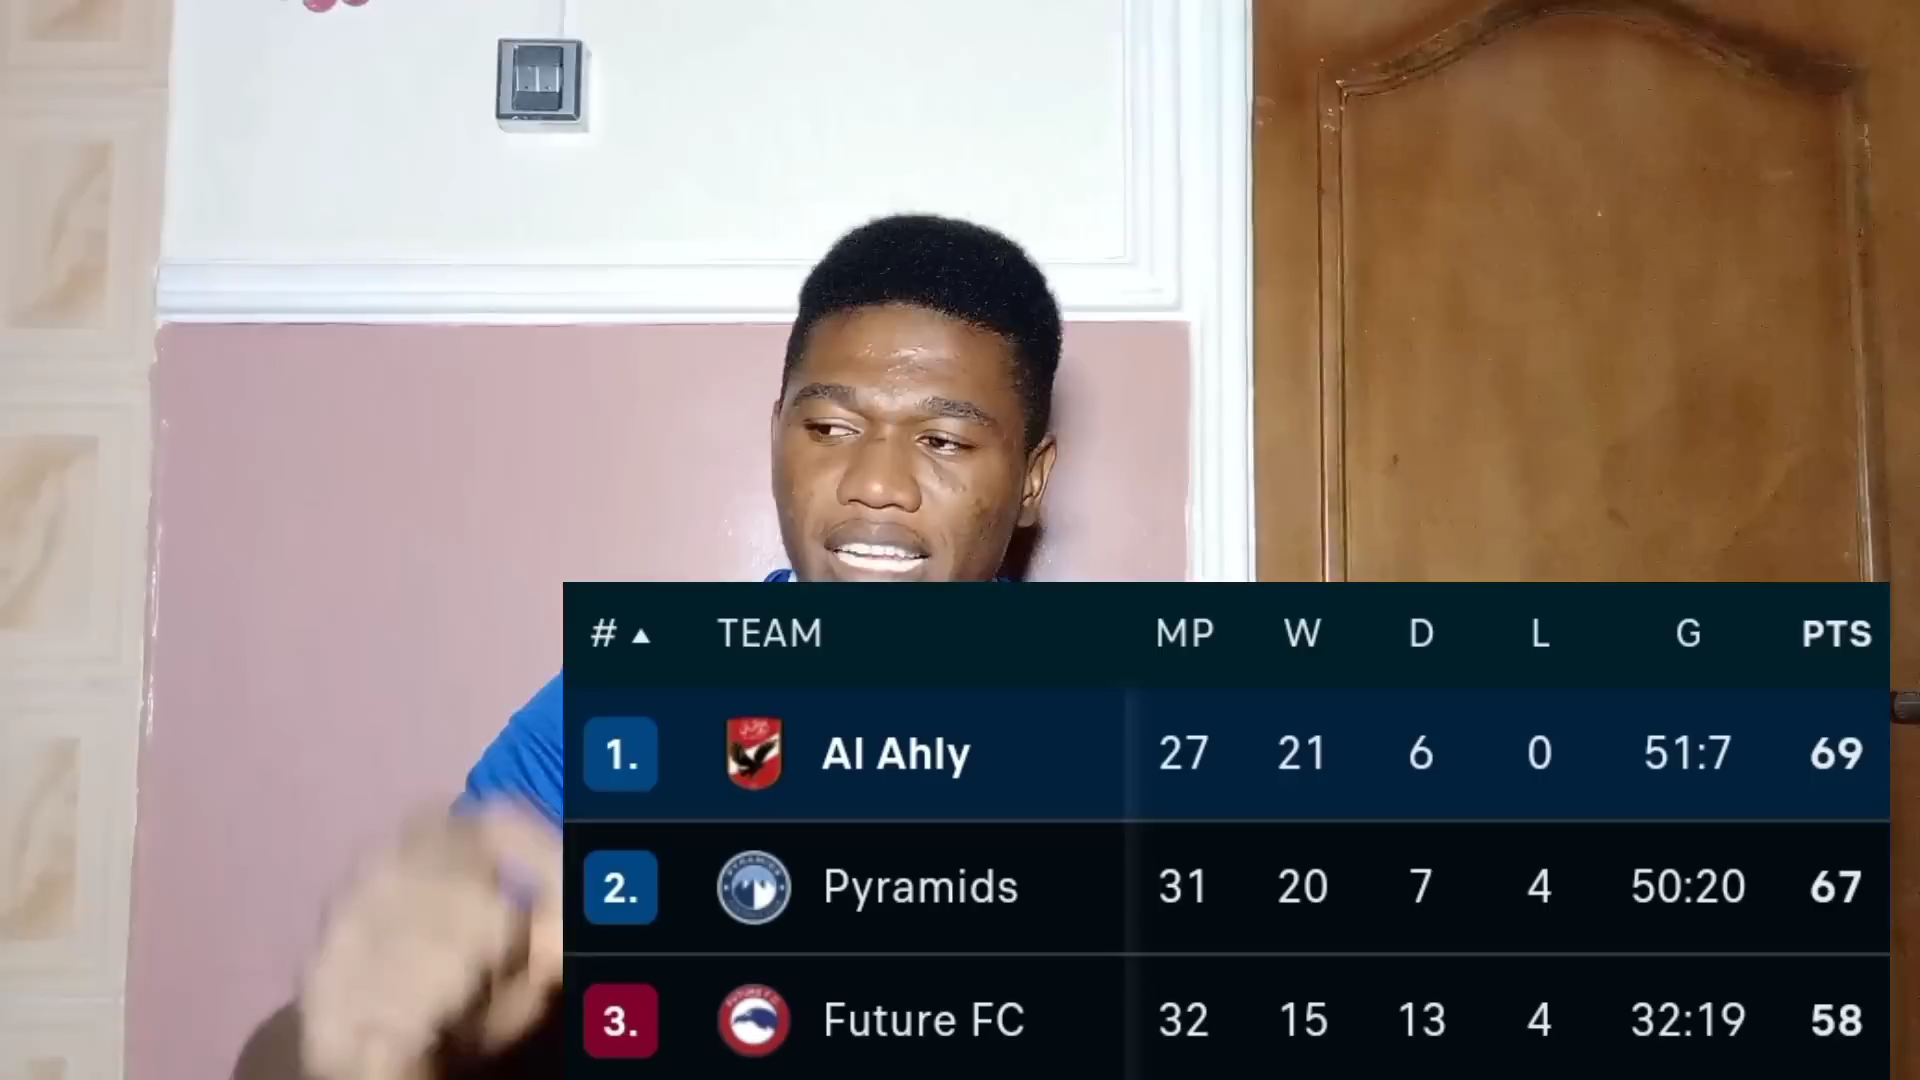 # ▲ TEAM MP W D L G PTS
1. Al Ahly 27 21 6 0 51:7 69
2. Pyramids 31 20 7 4 50:20 67
3. Future FC 32 15 13 4 32:19 58